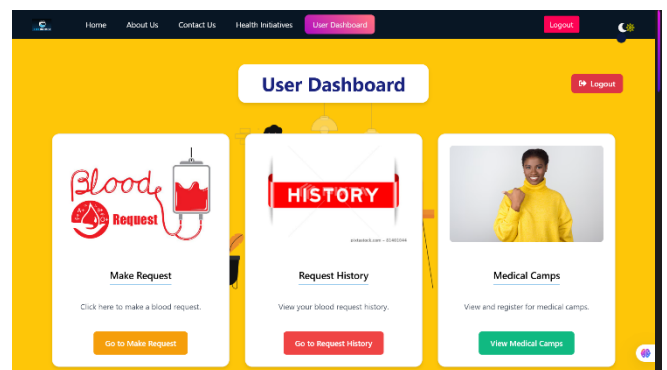 Home About Us Contact Us Health Initiatives User Dashboard Logout
User Dashboard
Logout
Blood
Request
HISTORY
Make Request
Request History
Medical Camps
Click here to make a blood request.
View your blood request history.
View and register for medical camps.
Go to Make Request
Go to Request History
View Medical Camps